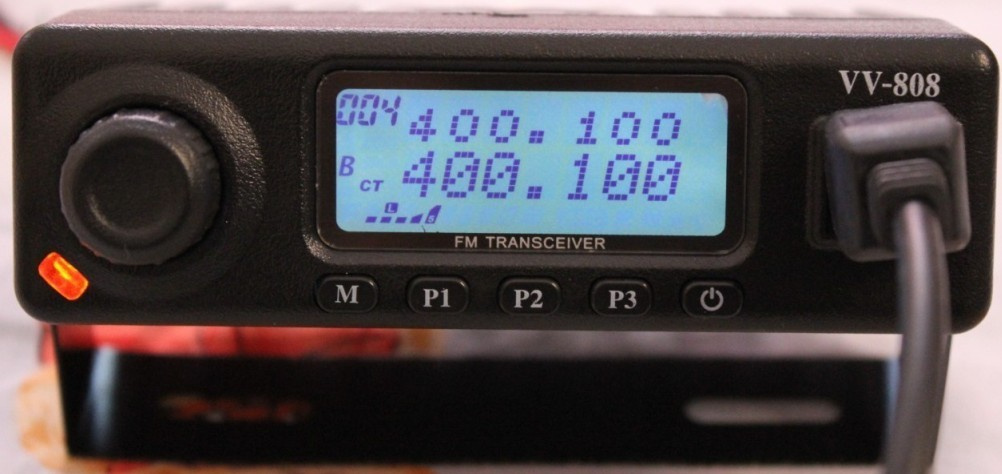 VV-808
004 400.100
B CT 400.100
L S
FM TRANSCEIVER
M P1 P2 P3